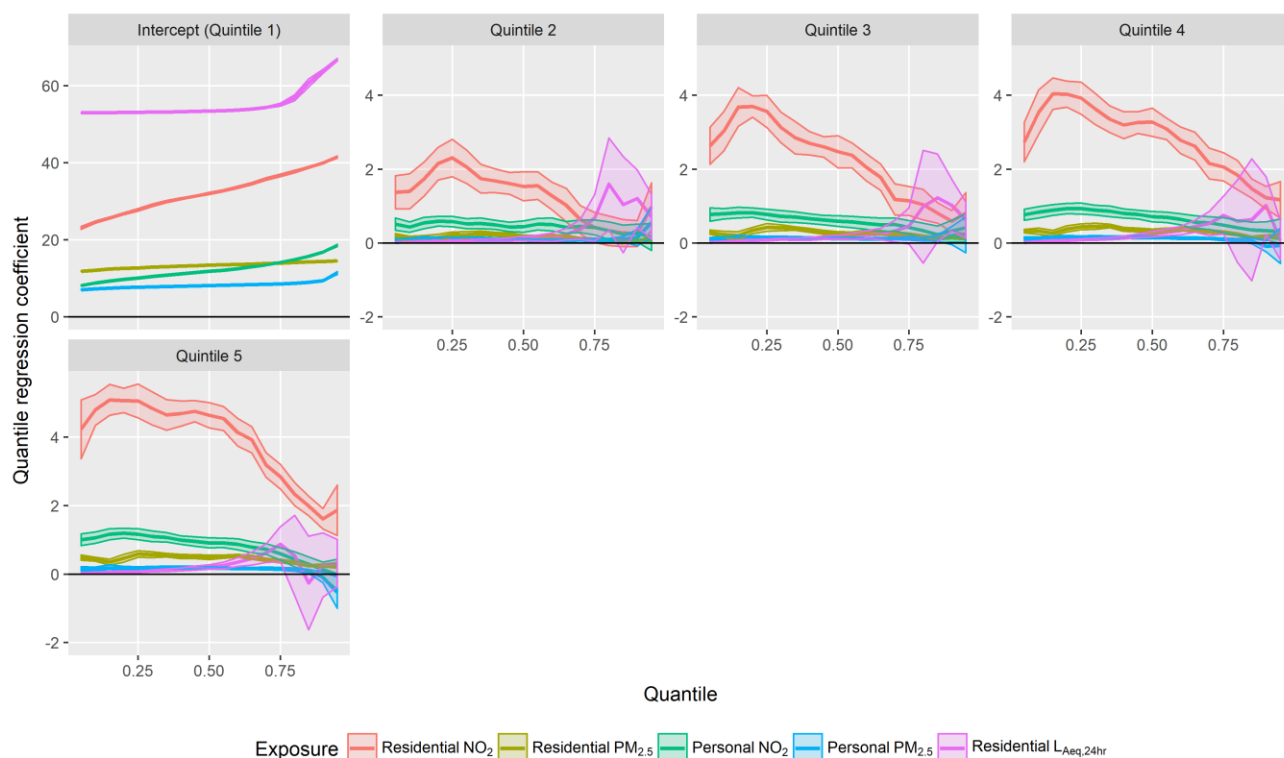 Intercept (Quintile 1)
Quintile 2
Quintile 3
Quintile 4
60
40
20
0
4
2
0
-2
4
2
0
-2
4
2
0
-2
0.25 0.50 0.75
0.25 0.50 0.75
0.25 0.50 0.75
Quintile 5
4
2
0
-2
0.25 0.50 0.75
Quantile regression coefficient
Quantile
Exposure Residential NO₂ Residential PM₂.₅ Personal NO₂ Personal PM₂.₅ Residential L_Aeq,24hr